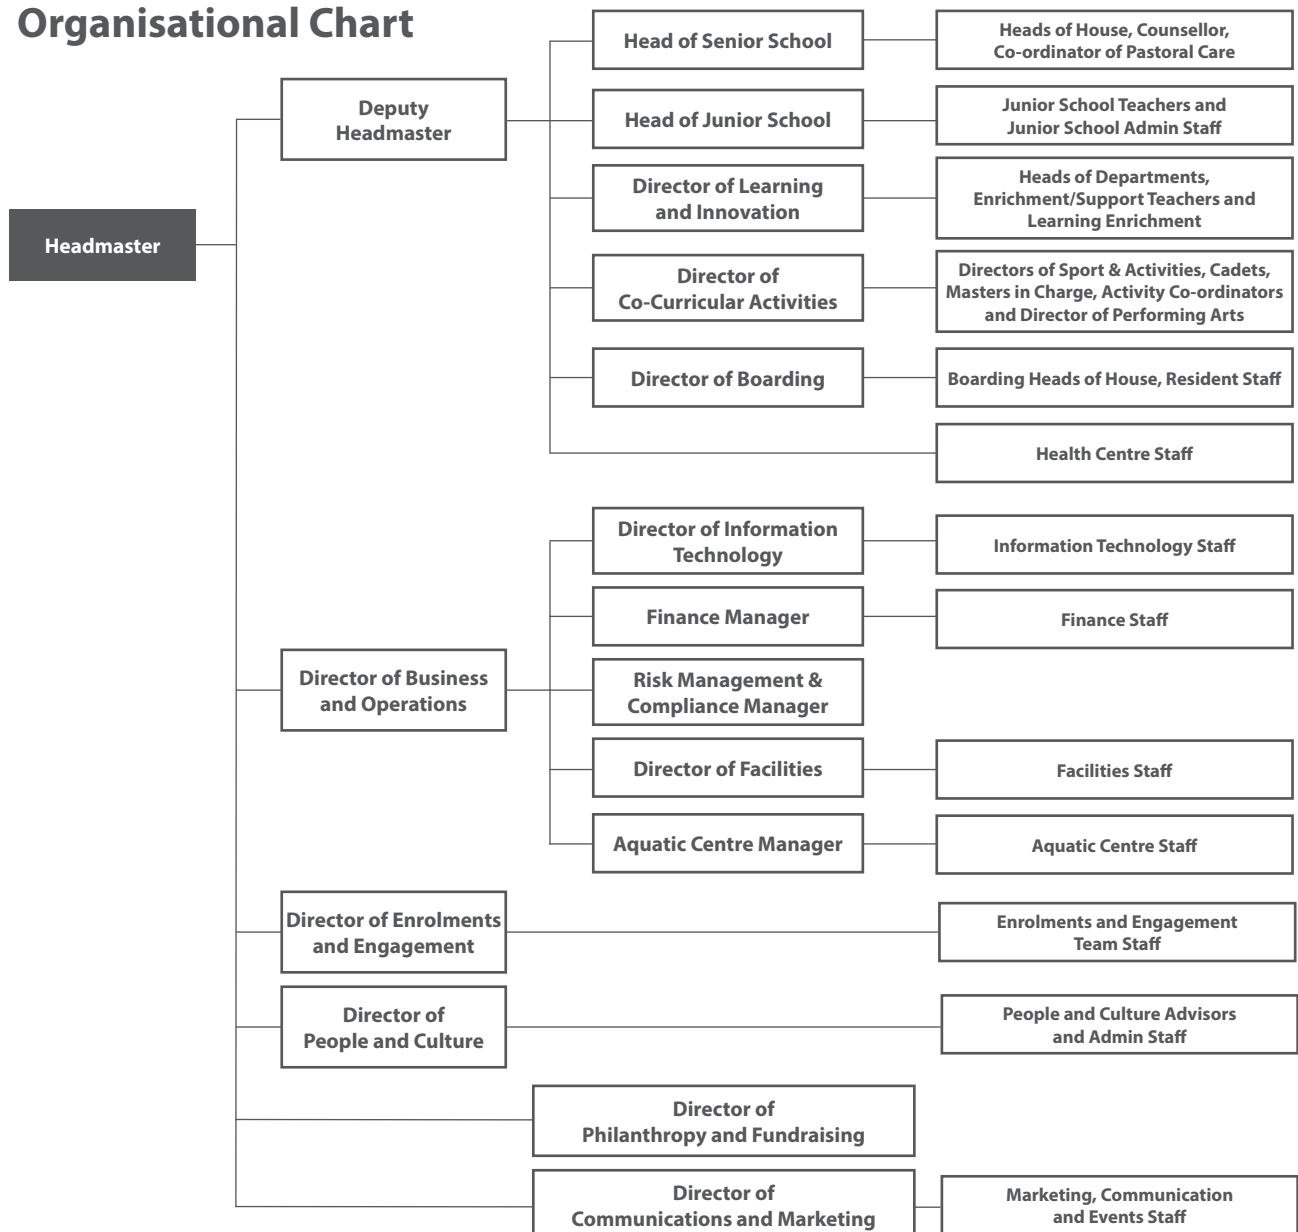 Organisational Chart
Headmaster
Deputy
Headmaster
Head of Senior School
Heads of House, Counsellor,
Co-ordinator of Pastoral Care
Head of Junior School
Junior School Teachers and
Junior School Admin Staff
Director of Learning
and Innovation
Heads of Departments,
Enrichment/Support Teachers and
Learning Enrichment
Director of
Co-Curricular Activities
Directors of Sport & Activities, Cadets,
Masters in Charge, Activity Co-ordinators
and Director of Performing Arts
Director of Boarding
Boarding Heads of House, Resident Staff
Health Centre Staff
Director of Business
and Operations
Director of Information
Technology
Information Technology Staff
Finance Manager
Finance Staff
Risk Management &
Compliance Manager
Director of Facilities
Facilities Staff
Aquatic Centre Manager
Aquatic Centre Staff
Director of Enrolments
and Engagement
Enrolments and Engagement
Team Staff
Director of
People and Culture
People and Culture Advisors
and Admin Staff
Director of
Philanthropy and Fundraising
Director of
Communications and Marketing
Marketing, Communication
and Events Staff